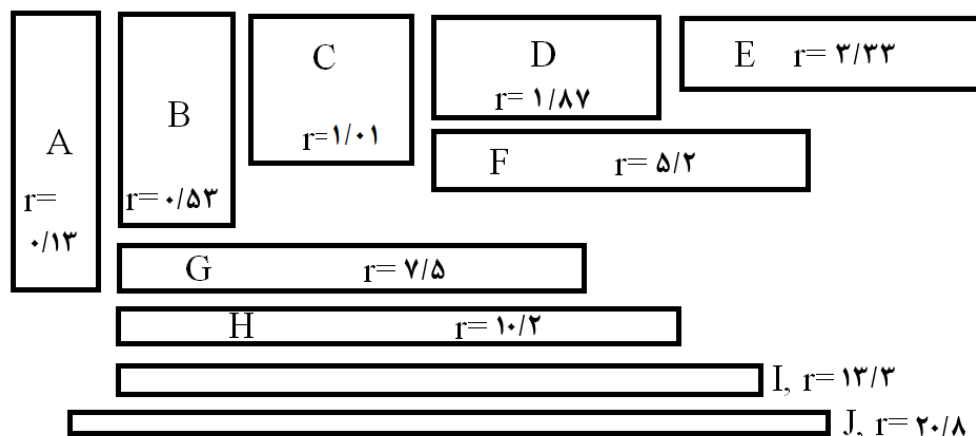 A
r=
۰/۱۳
B
r= ۰/۵۳
C
r=۱/۰۱
D
r= ۱/۸۷
E r= ۳/۳۳
F r= ۵/۲
G r= ۷/۵
H r= ۱۰/۲
I, r= ۱۳/۳
J, r= ۲۰/۸